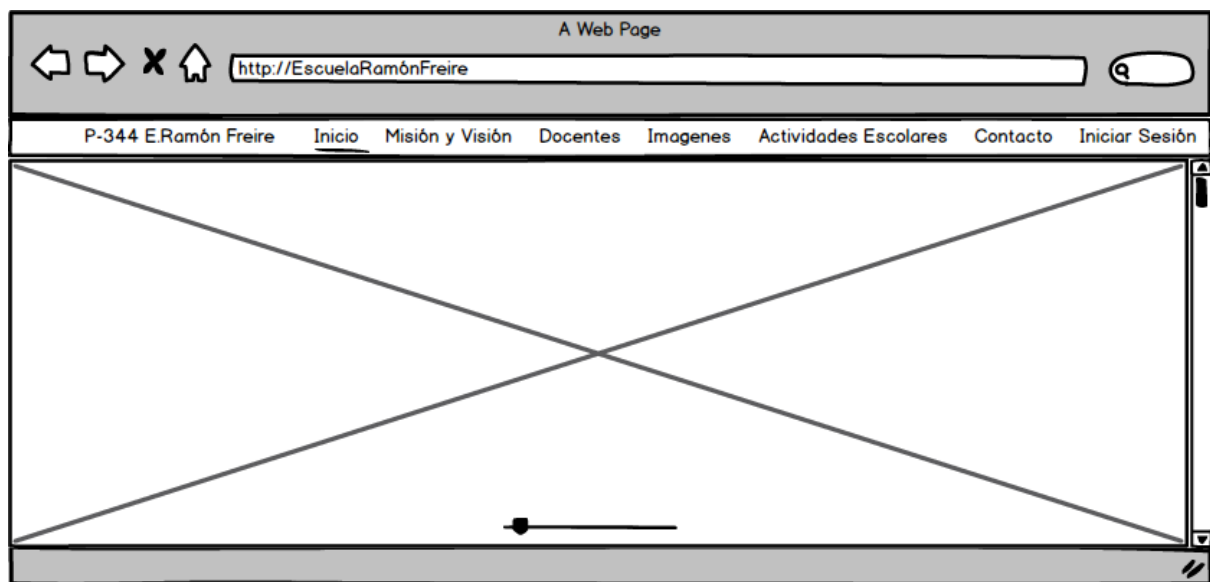 A Web Page
http://EscuelaRamónFreire
P-344 E.Ramón Freire Inicio Misión y Visión Docentes Imagenes Actividades Escolares Contacto Iniciar Sesión